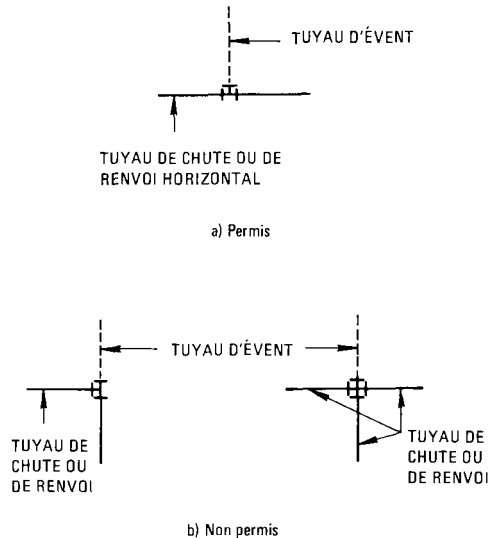 TUYAU D'ÉVENT
TUYAU DE CHUTE OU DE
RENVOI HORIZONTAL
a) Permis
TUYAU D'ÉVENT
TUYAU DE
CHUTE OU
DE RENVOI
TUYAU DE
CHUTE OU
DE RENVOI
b) Non permis